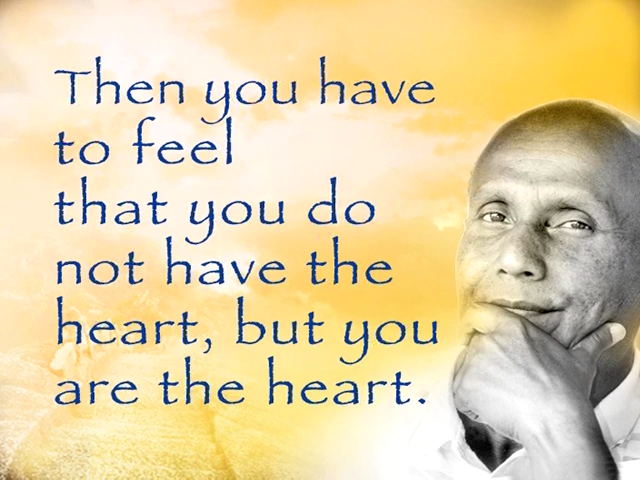 Then you have
to feel
that you do
not have the
heart, but you
are the heart.